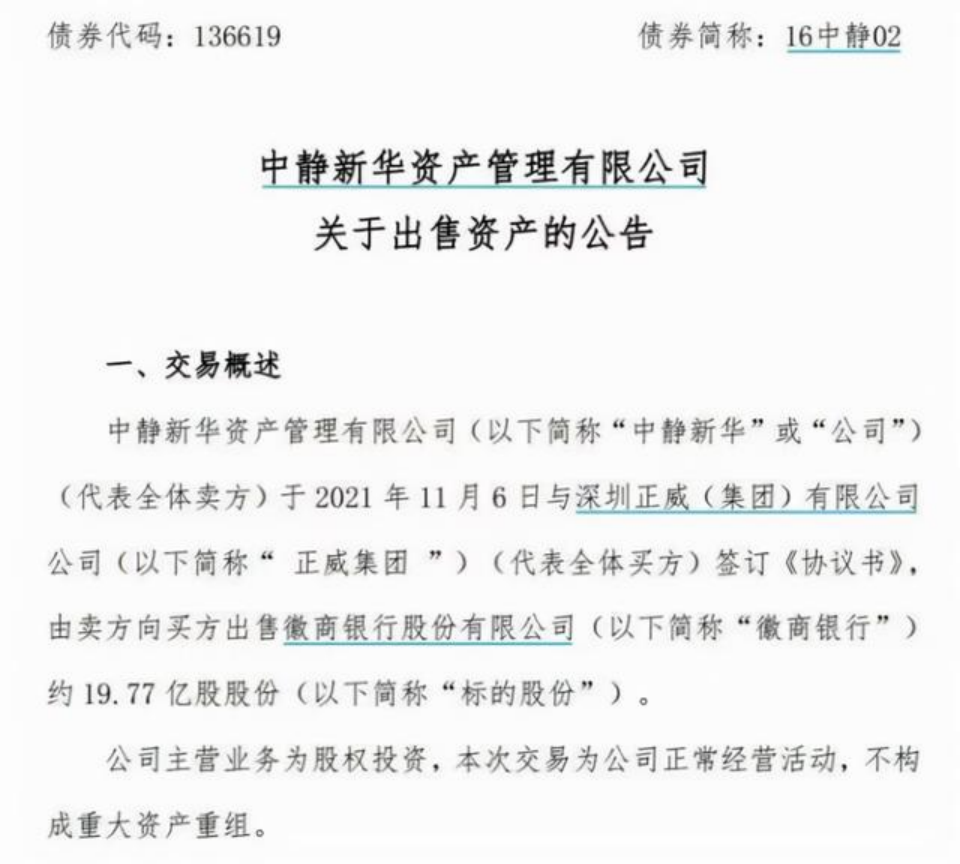 债券代码：136619 债券简称：16中静02
中静新华资产管理有限公司
关于出售资产的公告
一、交易概述
中静新华资产管理有限公司（以下简称“中静新华”或“公司”）
（代表全体卖方）于 2021 年 11 月 6 日与深圳正威（集团）有限公司
公司（以下简称“ 正威集团 ”）（代表全体买方）签订《协议书》，
由卖方向买方出售徽商银行股份有限公司（以下简称“徽商银行”）
约 19.77 亿股股份（以下简称“标的股份”）。
公司主营业务为股权投资，本次交易为公司正常经营活动，不构
成重大资产重组。